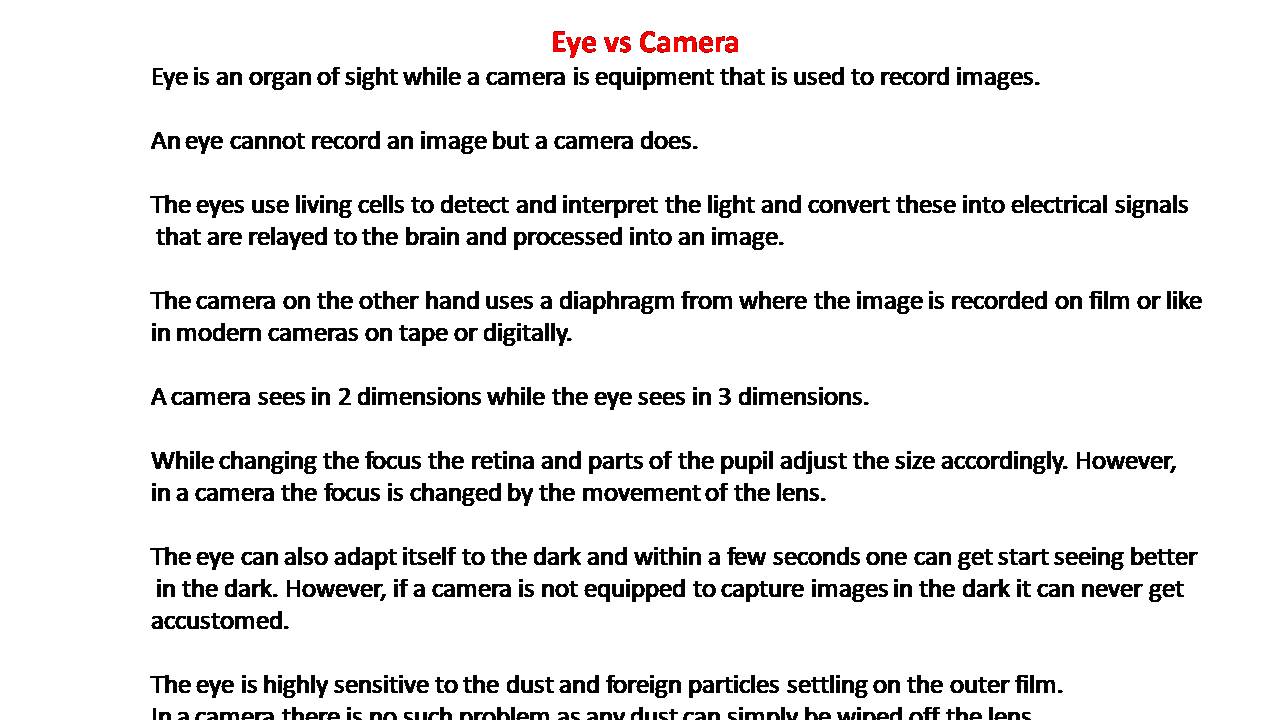 Eye vs Camera
Eye is an organ of sight while a camera is equipment that is used to record images.
An eye cannot record an image but a camera does.
The eyes use living cells to detect and interpret the light and convert these into electrical signals
that are relayed to the brain and processed into an image.
The camera on the other hand uses a diaphragm from where the image is recorded on film or like
in modern cameras on tape or digitally.
A camera sees in 2 dimensions while the eye sees in 3 dimensions.
While changing the focus the retina and parts of the pupil adjust the size accordingly. However,
in a camera the focus is changed by the movement of the lens.
The eye can also adapt itself to the dark and within a few seconds one can get start seeing better
in the dark. However, if a camera is not equipped to capture images in the dark it can never get
accustomed.
The eye is highly sensitive to the dust and foreign particles settling on the outer film.
In a camera there is no such problem as any dust can simply be wiped off the lens